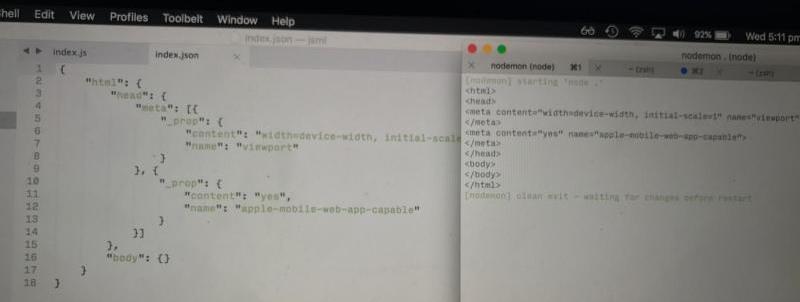 hell Edit View Profiles Toolbelt Window Help
92% Wed 5:11 pm
index.json — jsml
index.js index.json
1 {
2 "html": {
3 "head": {
4 "meta": [{
5 "_prop": {
6 "content": "width=device-width, initial-scale
7 "name": "viewport"
8 }
9 }, {
10 "_prop": {
11 "content": "yes",
12 "name": "apple-mobile-web-app-capable"
13 }
14 }]
15 },
16 "body": {}
17 }
18 }
nodemon . (node)
nodemon (node) ⌘1 ~ (zsh) ⌘2 ~ (zsh)
[nodemon] starting `node .`
<html>
<head>
<meta content="width=device-width, initial-scale=1" name="viewport"
</meta>
<meta content="yes" name="apple-mobile-web-app-capable">
</meta>
</head>
<body>
</body>
</html>
[nodemon] clean exit - waiting for changes before restart